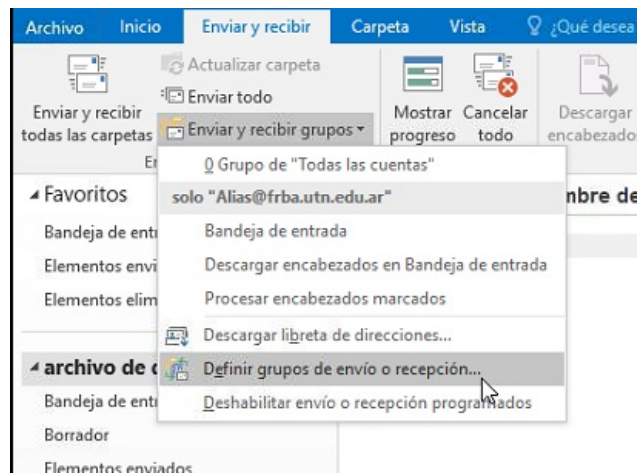 Archivo Inicio Enviar y recibir Carpeta Vista ¿Qué desea
Enviar y recibir
todas las carpetas
Actualizar carpeta
Enviar todo
Enviar y recibir grupos
Mostrar
progreso
Cancelar
todo
Descargar
encabezados
0 Grupo de "Todas las cuentas"
solo "Alias@frba.utn.edu.ar"
Bandeja de entrada
Descargar encabezados en Bandeja de entrada
Procesar encabezados marcados
Descargar libreta de direcciones...
Definir grupos de envío o recepción...
Deshabilitar envío o recepción programados
Favoritos
Bandeja de ent
Elementos envi
Elementos elim
archivo de
Bandeja de ent
Borrador
Elementos enviados
mbre de